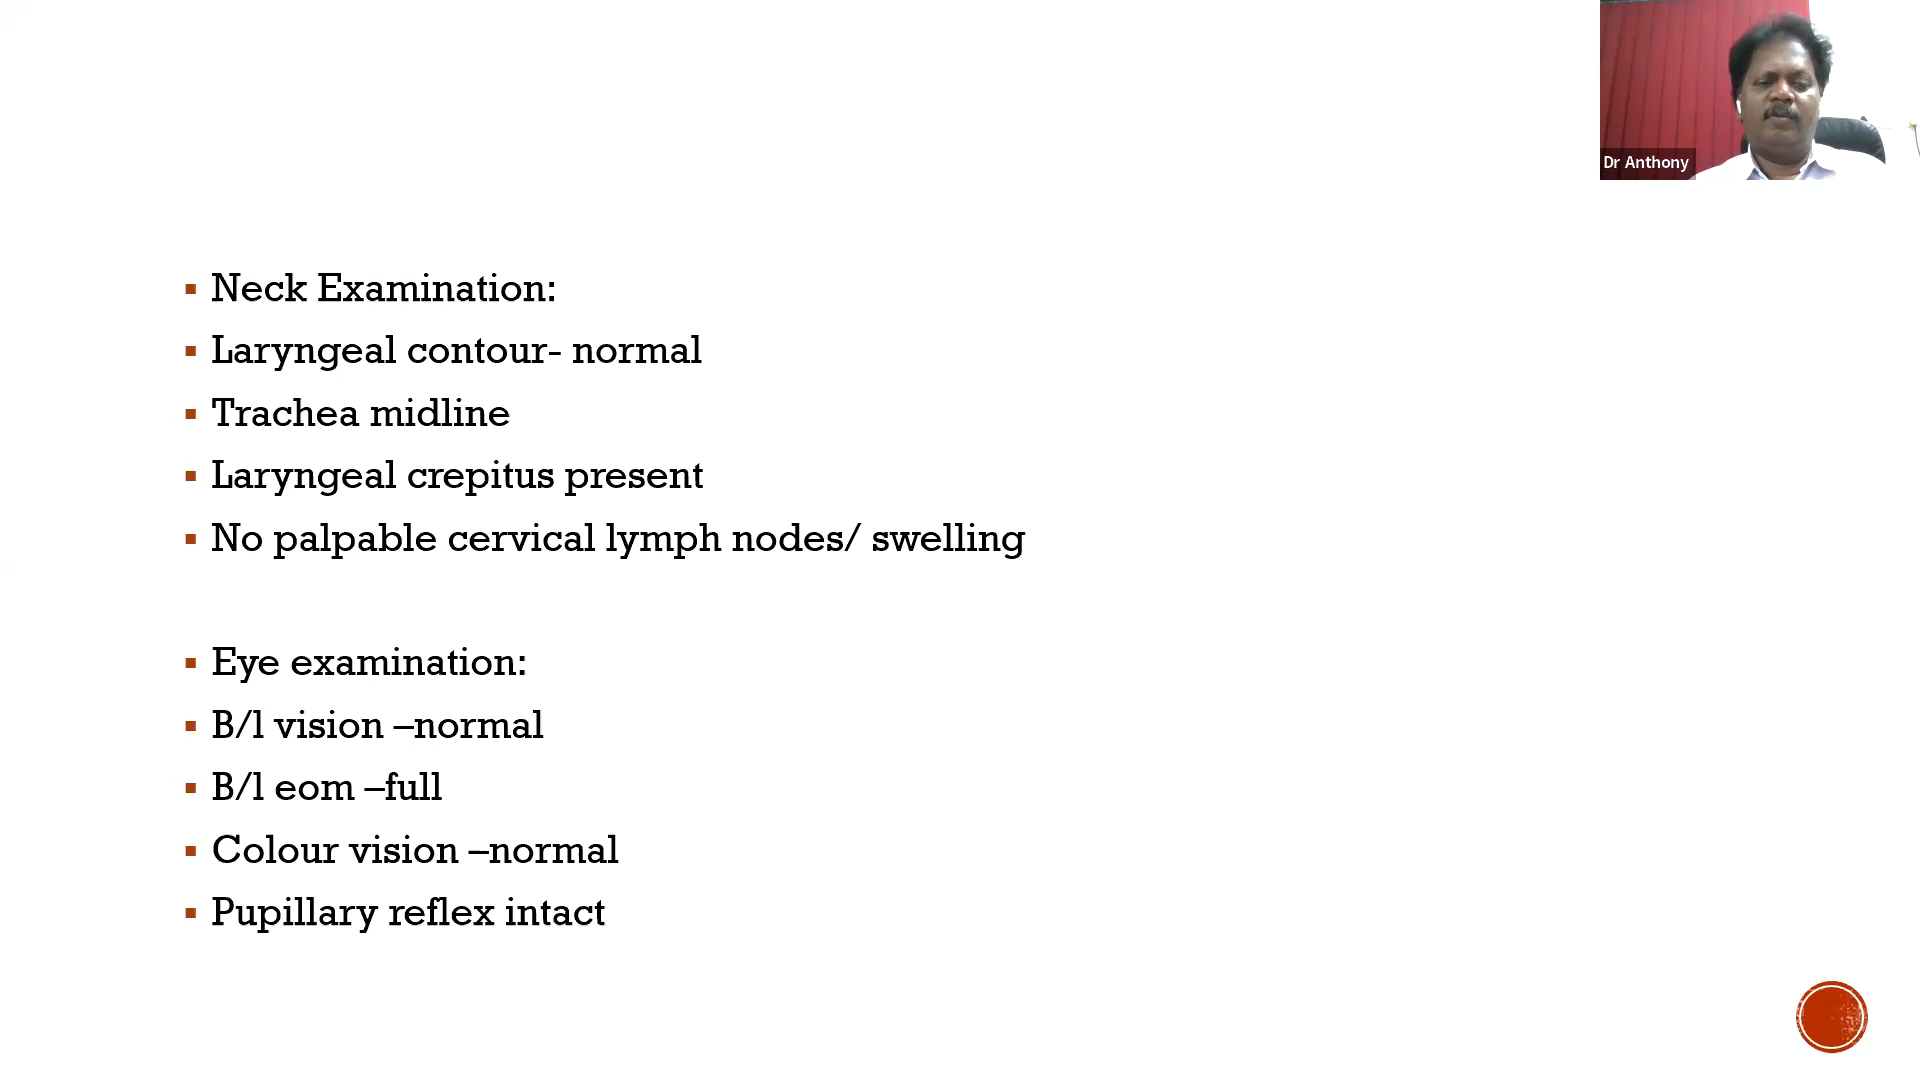 Dr Anthony
Neck Examination:
Laryngeal contour- normal
Trachea midline
Laryngeal crepitus present
No palpable cervical lymph nodes/ swelling
Eye examination:
B/l vision –normal
B/l eom –full
Colour vision –normal
Pupillary reflex intact